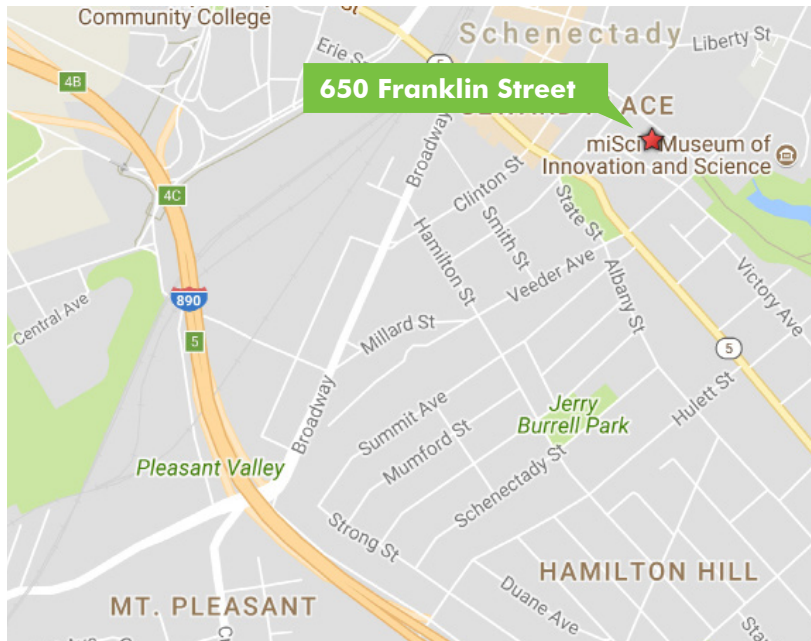 Community College
St
Schenectady
Liberty St
Erie S
5
4B
650 Franklin Street
ACE
miSci Museum of
Innovation and Science
Broadway
Clinton St
4C
State St
Smith St
Hamilton St
Veeder Ave
Albany St
Victory Ave
890
Central Ave
Millard St
5
5
Hulett St
Jerry
Burrell Park
Summit Ave
Broadway
Mumford St
Pleasant Valley
Schenectady St
Strong St
HAMILTON HILL
MT. PLEASANT
Duane Ave